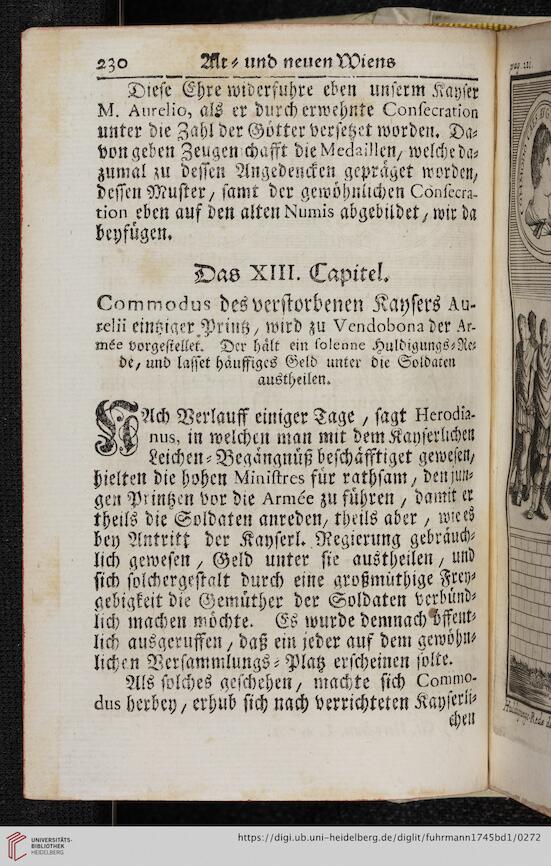 230 Alt- und neuen Wiens
Diese Ehre widerfuhre eben unserm Kayser
M. Aurelio, als er durch erwehnte Consecration
unter die Zahl der Götter versetzet worden. Da-
von geben Zeugenschafft die Medaillen, welche da-
zumal zu dessen Angedencken gepräget worden,
dessen Muster, samt der gewöhnlichen Consecra-
tion eben auf den alten Numis abgebildet, wir da
beyfügen.
Das XIII. Capitel.
Commodus des verstorbenen Kaysers Au-
relii eintziger Printz, wird zu Vendobona der Ar-
mée vorgestellet. Der hält ein solenne Huldigungs-Re-
de, und lasset häuffiges Geld unter die Soldaten
austheilen.
NAch Verlauff einiger Tage, sagt Herodia-
nus, in welchen man mit dem Kayserlichen
Leichen-Begängnüß beschäfftiget gewesen,
hielten die hohen Ministres für rathsam, den jun-
gen Printzen vor die Armée zu führen, damit er
theils die Soldaten anreden, theils aber, wie es
bey Antritt der Kayserl. Regierung gebräuch-
lich gewesen, Geld unter sie austheilen, und
sich solchergestalt durch eine großmüthige Frey-
gebigkeit die Gemüther der Soldaten verbünd-
lich machen möchte. Es wurde demnach öffent-
lich ausgeruffen, daß ein jeder auf dem gewöhn-
lichen Versammlungs-Platz erscheinen solte.
Als solches geschehen, machte sich Commo-
dus herbey, erhub sich nach verrichteten Kayserli-
chen
pag. 231.
Huldigungs-Rede
UNIVERSITÄTS-
BIBLIOTHEK
HEIDELBERG
https://digi.ub.uni-heidelberg.de/diglit/fuhrmann1745bd1/0272